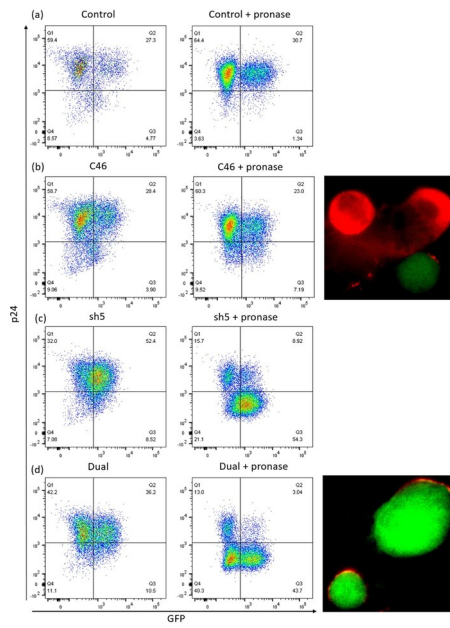 (a) Control Control + pronase
Q1 59.4 Q2 27.3 Q1 64.4 Q2 30.7
Q4 8.57 Q3 4.77 Q4 3.63 Q3 1.34
(b) C46 C46 + pronase
Q1 58.7 Q2 28.4 Q1 60.3 Q2 23.0
Q4 9.06 Q3 3.90 Q4 9.52 Q3 7.19
p24
(c) sh5 sh5 + pronase
Q1 32.0 Q2 52.4 Q1 15.7 Q2 8.92
Q4 7.08 Q3 8.52 Q4 21.1 Q3 54.3
(d) Dual Dual + pronase
Q1 42.2 Q2 36.2 Q1 13.0 Q2 3.04
Q4 11.1 Q3 10.5 Q4 40.3 Q3 43.7
GFP